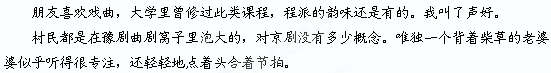 朋友喜欢戏曲，大学里曾修过此类课程，程派的韵味还是有的。我叫了声好。
村民都是在豫剧曲剧窝子里泡大的，对京剧没有多少概念。唯独一个背着柴草的老婆
婆似乎听得很专注，还轻轻地点着头合着节拍。